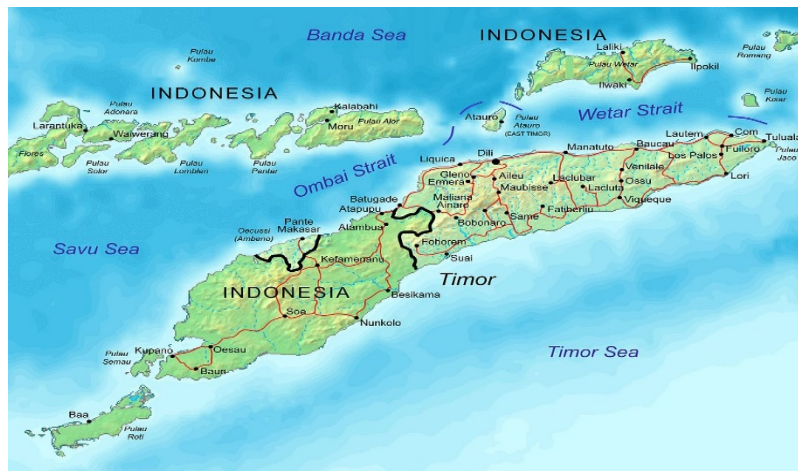 Banda Sea
INDONESIA
Laliki
Pulau Wetar
Ilpokil
Ilwaki
Pulau
Romang
Pulau
Komba
INDONESIA
Pulau
Adonara
Larantuka
Waiwerang
Kalabahi
Moru
Pulau Alor
Flores
Pulau
Solor
Pulau
Lomblen
Pulau
Pantar
Atauro
Pulau
Atauro
(EAST TIMOR)
Wetar Strait
Pulau
Kisar
Ombai Strait
Liquica
Dili
Manatuto
Baucau
Lautem
Com
Tutuala
Pulau
Jaco
Fuiloro
Los Palos
Lori
Gleno
Ermera
Aileu
Maubisse
Laclubar
Lacluta
Venilale
Ossu
Viqueque
Batugade
Atapupu
Maliana
Ainaro
Bobonaro
Same
Fatiberliu
Oecussi
(Ambeno)
Pante
Makasar
Atambua
Fohorem
Suai
Savu Sea
Kefamenanu
Timor
INDONESIA
Besikama
Soa
Nunkolo
Timor Sea
Kupang
Oesau
Pulau
Semau
Baun
Baa
Pulau
Roti